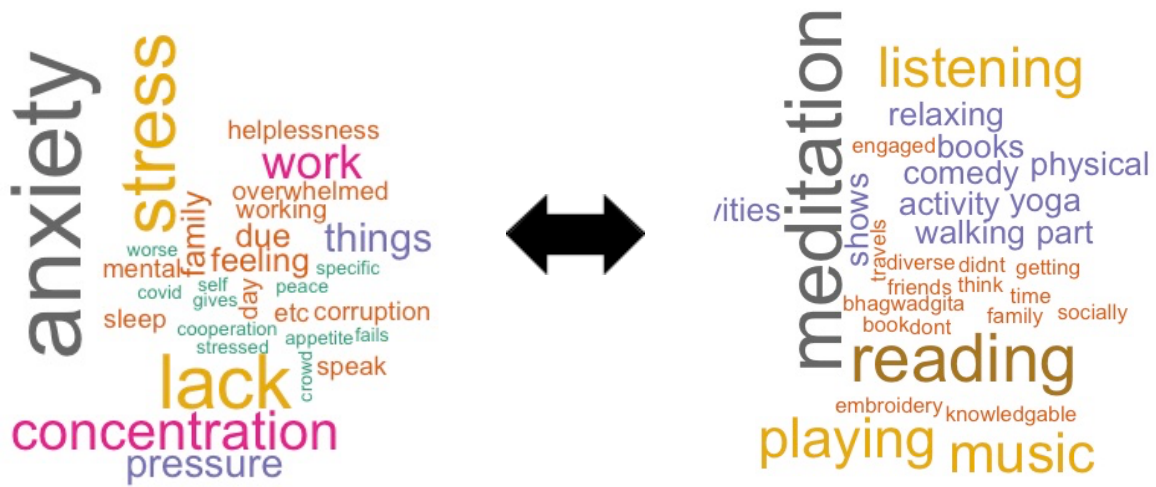 anxiety
stress
helplessness
work
overwhelmed
working
family
due
things
worse
feeling
mental
specific
covid
self
gives
day
peace
sleep
etc
corruption
cooperation
appetite
fails
stressed
crowd
speak
lack
concentration
pressure
meditation
listening
relaxing
engaged
books
comedy
physical
shows
vities
activity
yoga
walking
part
travels
diverse
didnt
getting
friends
think
bhagwadgita
time
family
socially
book
dont
reading
embroidery
knowledgable
playing
music